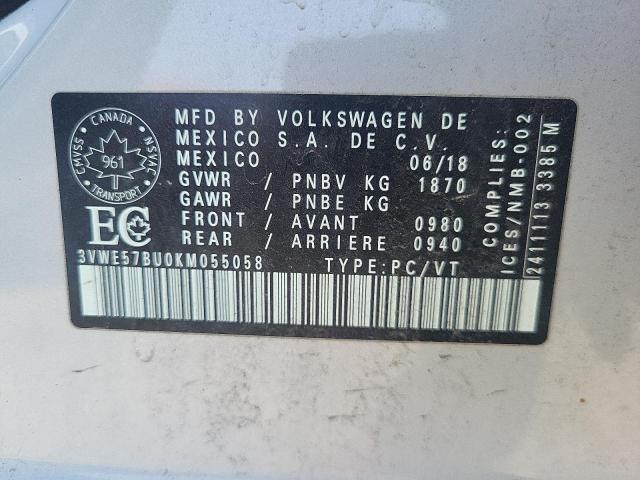 CANADA
CMVSS
NSVAC
961
TRANSPORT
EC
MFD BY VOLKSWAGEN DE
MEXICO S.A. DE C.V.
MEXICO 06/18
GVWR / PNBV KG 1870
GAWR / PNBE KG
FRONT / AVANT 0980
REAR / ARRIERE 0940
3VWE57BU0KM055058 TYPE:PC/VT
COMPLIES:
ICES/NMB-002
2411113 3385 M